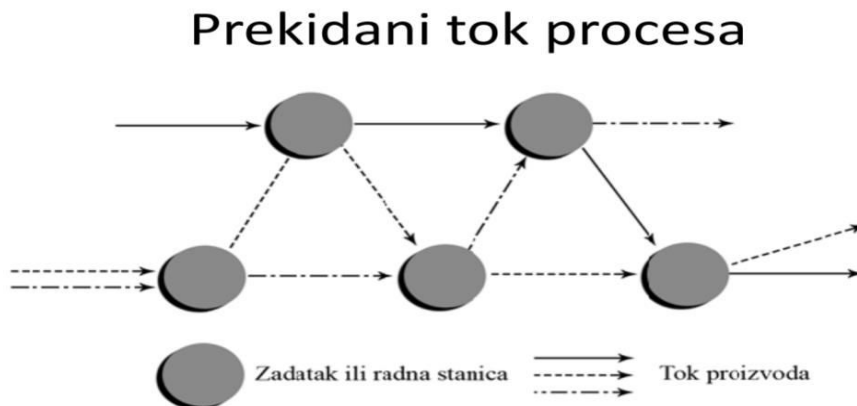 Prekidani tok procesa
Zadatak ili radna stanica
Tok proizvoda